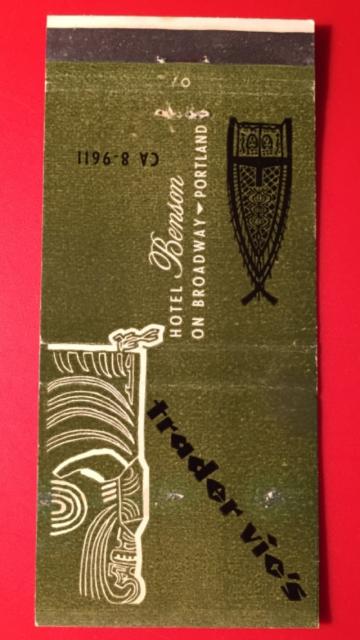 CA 8-9611
HOTEL Benson
ON BROADWAY PORTLAND
trader vic's